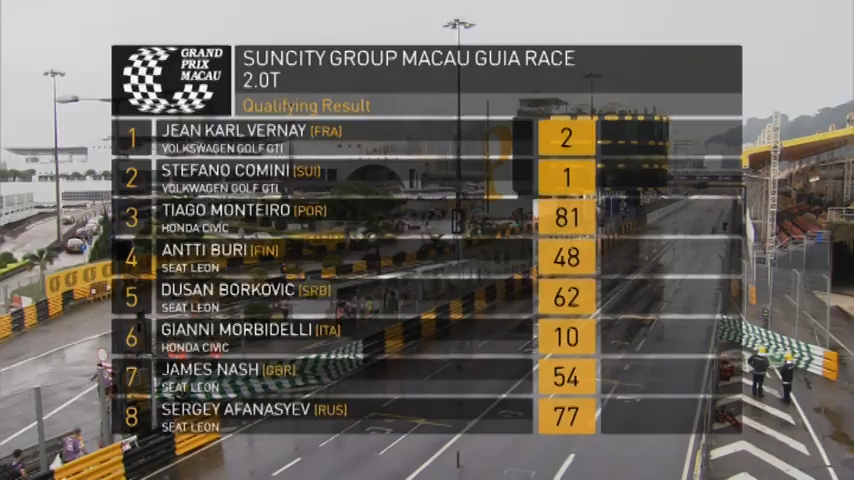 GRAND
PRIX
MACAU
SUNCITY GROUP MACAU GUIA RACE
2.0T
Qualifying Result
1 JEAN KARL VERNAY [FRA] 2
VOLKSWAGEN GOLF GTI
2 STEFANO COMINI [SUI] 1
VOLKWAGEN GOLF GTI
3 TIAGO MONTEIRO [POR] 81
HONDA CIVIC
4 ANTTI BURI [FIN] 48
SEAT LEON
5 DUSAN BORKOVIC [SRB] 62
SEAT LEON
6 GIANNI MORBIDELLI [ITA] 10
HONDA CIVIC
7 JAMES NASH [GBR] 54
SEAT LEON
8 SERGEY AFANASYEV [RUS] 77
SEAT LEON